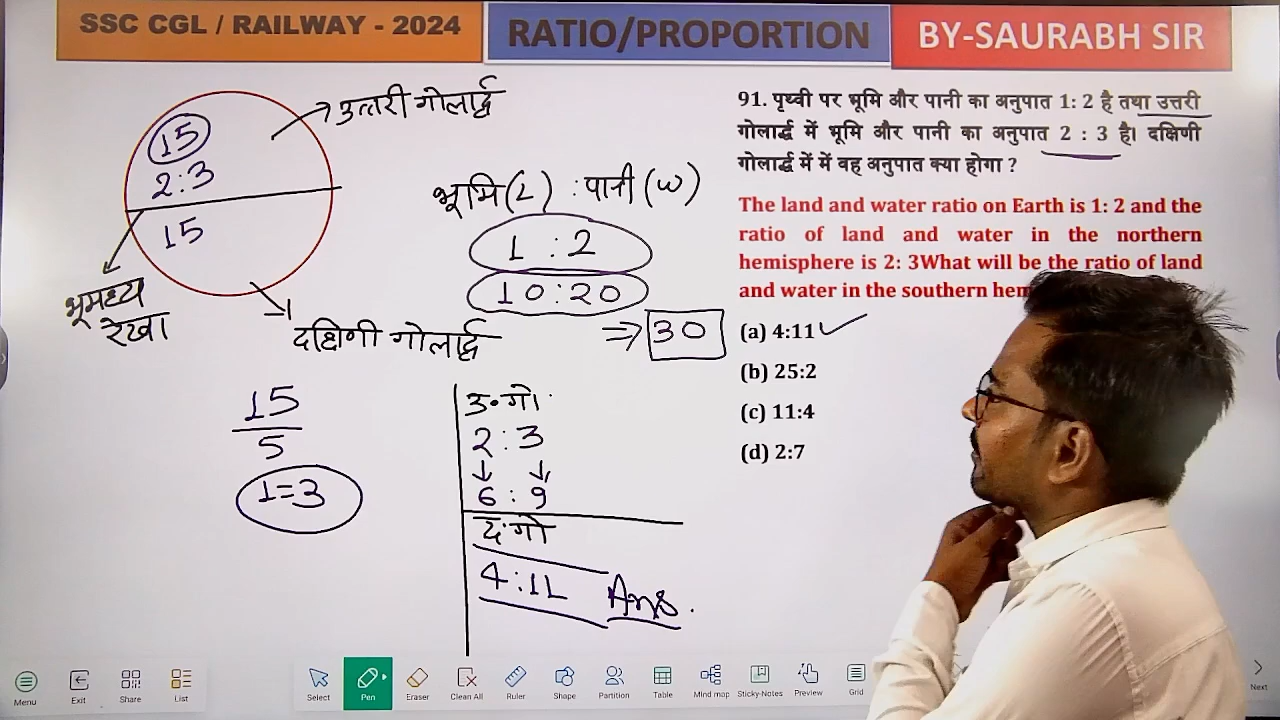 SSC CGL / RAILWAY - 2024
RATIO/PROPORTION
BY-SAURABH SIR
91. पृथ्वी पर भूमि और पानी का अनुपात 1: 2 है तथा उत्तरी
गोलार्द्ध में भूमि और पानी का अनुपात 2 : 3 है। दक्षिणी
गोलार्द्ध में में वह अनुपात क्या होगा ?
The land and water ratio on Earth is 1: 2 and the
ratio of land and water in the northern
hemisphere is 2: 3What will be the ratio of land
and water in the southern hem
(a) 4:11
(b) 25:2
(c) 11:4
(d) 2:7
उत्तरी गोलार्द्ध
15
2:3
15
भूमध्य
रेखा
दक्षिणी गोलार्द्ध
भूमि(L) : पानी (W)
1 : 2
10:20
⇒ 30
15
5
1=3
उ॰गो.
2 : 3
6 : 9
द.गो
4:11 Ans.
Menu
Exit
Share
List
Select
Pen
Eraser
Clean All
Ruler
Shape
Partition
Table
Mind map
Sticky-Notes
Preview
Grid
Next